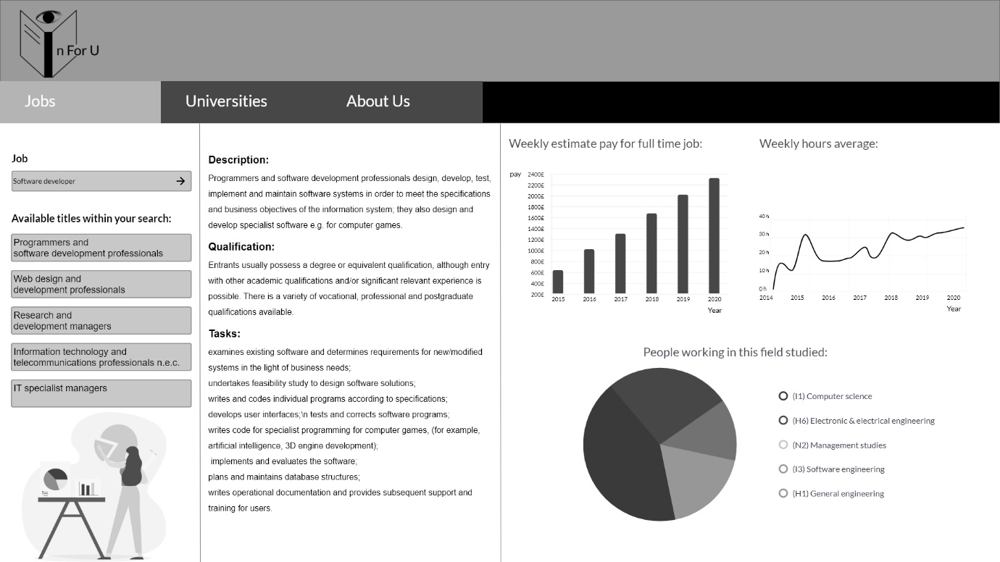 n For U
Jobs
Universities
About Us
Job
Software developer
Available titles within your search:
Programmers and
software development professionals
Web design and
development professionals
Research and
development managers
Information technology and
telecommunications professionals n.e.c.
IT specialist managers
Description:
Programmers and software development professionals design, develop, test,
implement and maintain software systems in order to meet the specifications
and business objectives of the information system; they also design and
develop specialist software e.g. for computer games.
Qualification:
Entrants usually possess a degree or equivalent qualification, although entry
with other academic qualifications and/or significant relevant experience is
possible. There is a variety of vocational, professional and postgraduate
qualifications available.
Tasks:
examines existing software and determines requirements for new/modified
systems in the light of business needs;
undertakes feasibility study to design software solutions;
writes and codes individual programs according to specifications;
develops user interfaces;\n tests and corrects software programs;
writes code for specialist programming for computer games, (for example,
artificial intelligence, 3D engine development);
implements and evaluates the software;
plans and maintains database structures;
writes operational documentation and provides subsequent support and
training for users.
Weekly estimate pay for full time job:
pay
2400£
2200£
2000£
1800£
1600£
1400£
1200£
1000£
800£
600£
400£
200£
2015 2016 2017 2018 2019 2020
Year
Weekly hours average:
40 h
30 h
20 h
10 h
0 h
2014 2015 2016 2017 2018 2019 2020
Year
People working in this field studied:
(I1) Computer science
(H6) Electronic & electrical engineering
(N2) Management studies
(I3) Software engineering
(H1) General engineering